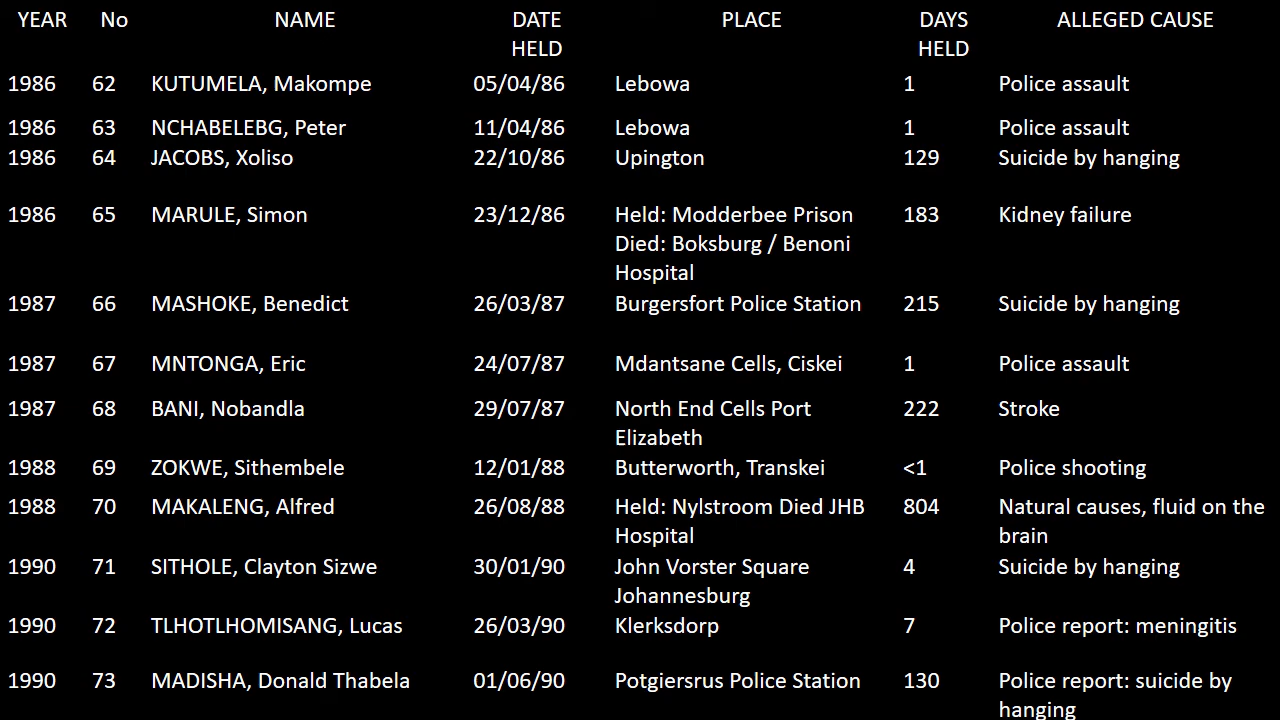 YEAR No NAME DATE HELD PLACE DAYS HELD ALLEGED CAUSE
1986 62 KUTUMELA, Makompe 05/04/86 Lebowa 1 Police assault
1986 63 NCHABELEBG, Peter 11/04/86 Lebowa 1 Police assault
1986 64 JACOBS, Xoliso 22/10/86 Upington 129 Suicide by hanging
1986 65 MARULE, Simon 23/12/86 Held: Modderbee Prison 183 Kidney failure
Died: Boksburg / Benoni
Hospital
1987 66 MASHOKE, Benedict 26/03/87 Burgersfort Police Station 215 Suicide by hanging
1987 67 MNTONGA, Eric 24/07/87 Mdantsane Cells, Ciskei 1 Police assault
1987 68 BANI, Nobandla 29/07/87 North End Cells Port 222 Stroke
Elizabeth
1988 69 ZOKWE, Sithembele 12/01/88 Butterworth, Transkei <1 Police shooting
1988 70 MAKALENG, Alfred 26/08/88 Held: Nylstroom Died JHB 804 Natural causes, fluid on the
Hospital brain
1990 71 SITHOLE, Clayton Sizwe 30/01/90 John Vorster Square 4 Suicide by hanging
Johannesburg
1990 72 TLHOTLHOMISANG, Lucas 26/03/90 Klerksdorp 7 Police report: meningitis
1990 73 MADISHA, Donald Thabela 01/06/90 Potgiersrus Police Station 130 Police report: suicide by
hanging